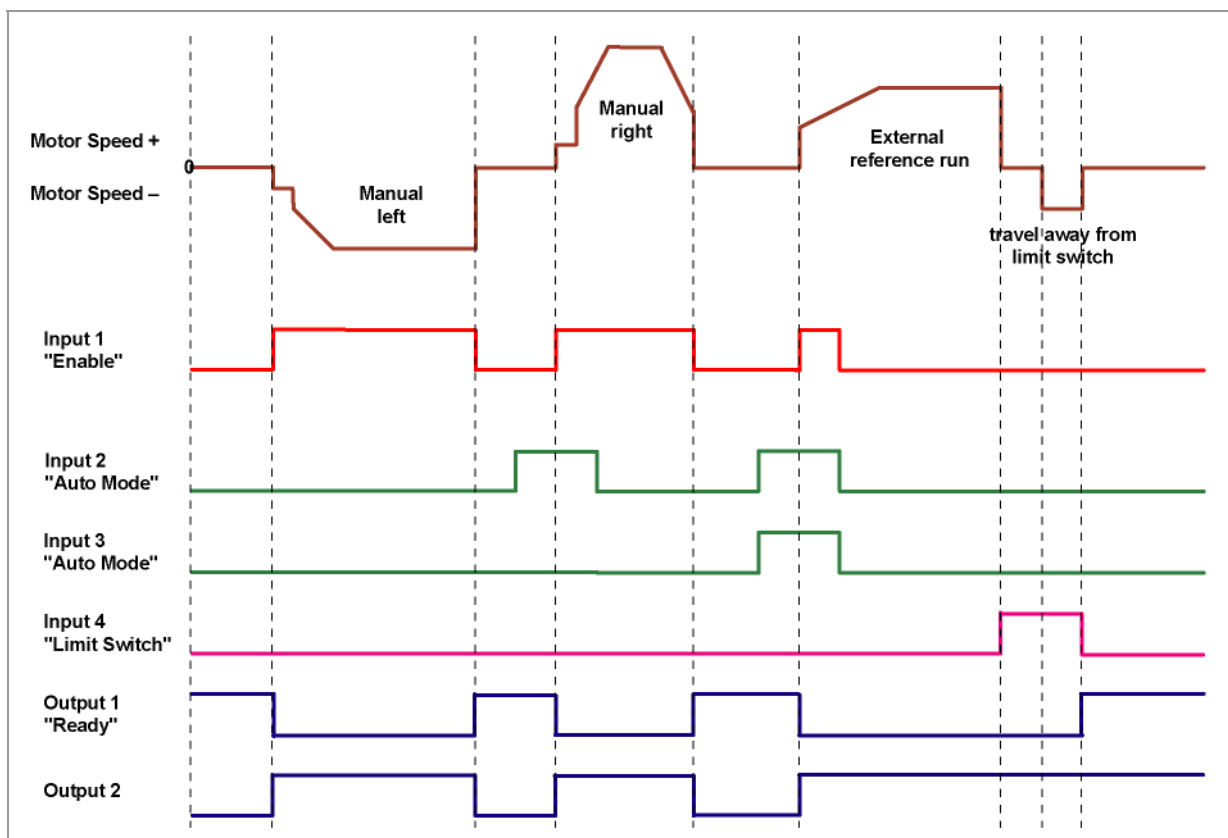 Motor Speed +
0
Motor Speed –
Manual
left
Manual
right
External
reference run
travel away from
limit switch
Input 1
"Enable"
Input 2
"Auto Mode"
Input 3
"Auto Mode"
Input 4
"Limit Switch"
Output 1
"Ready"
Output 2